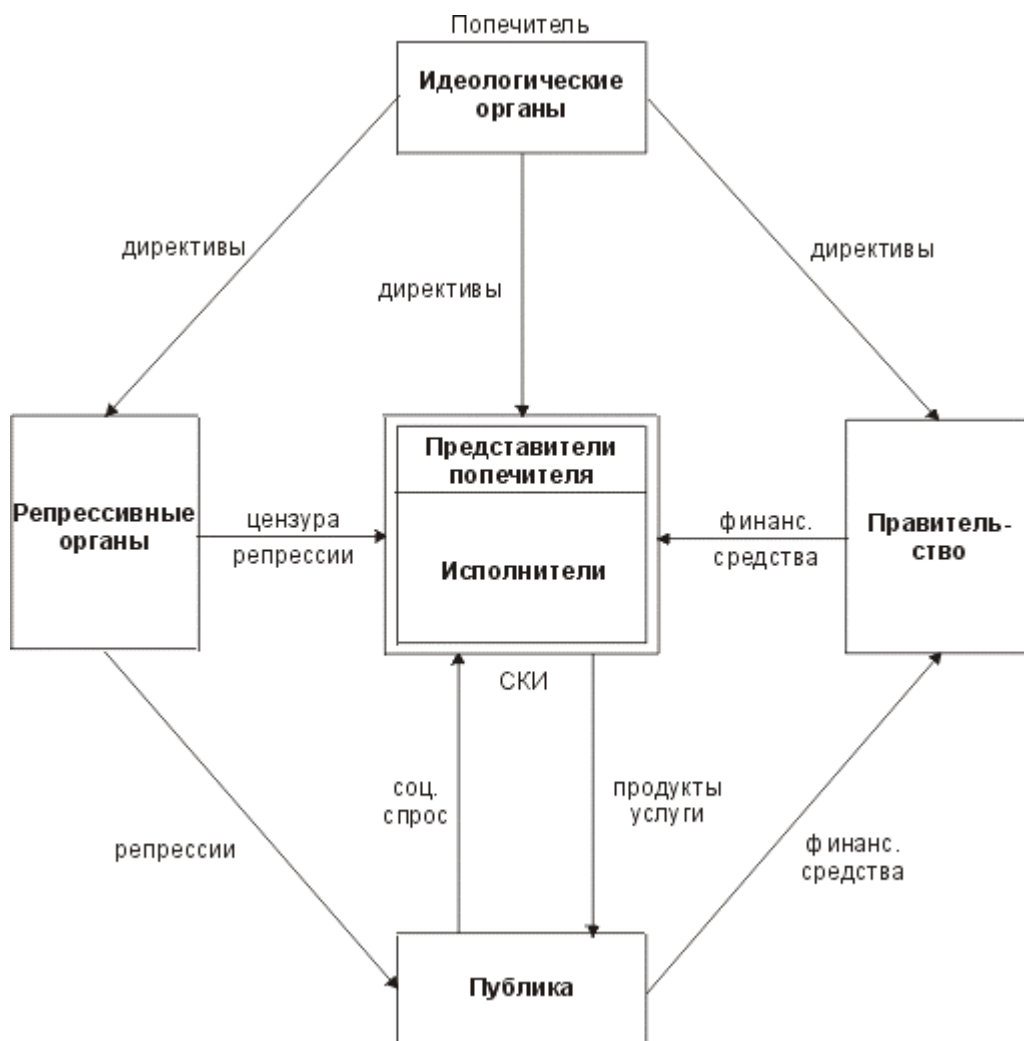 Попечитель
Идеологические
органы
директивы
директивы
директивы
Репрессивные
органы
цензура
репрессии
Представители
попечителя
Исполнители
финанс.
средства
Правитель-
ство
СКИ
соц.
спрос
продукты
услуги
репрессии
финанс.
средства
Публика